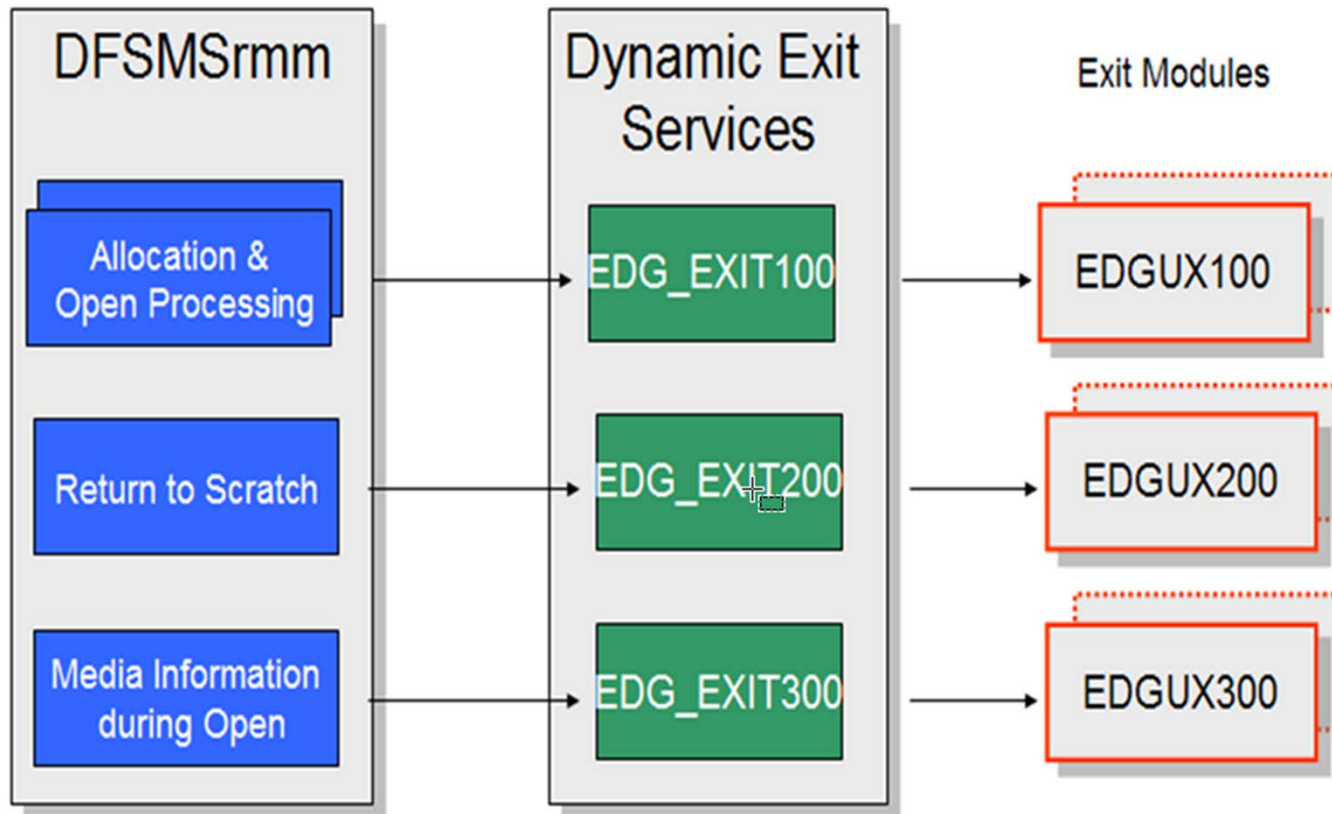 DFSMSrmm
Dynamic Exit
Services
Exit Modules
Allocation &
Open Processing
EDG_EXIT100
EDGUX100
Return to Scratch
EDG_EXIT200
EDGUX200
Media Information
during Open
EDG_EXIT300
EDGUX300